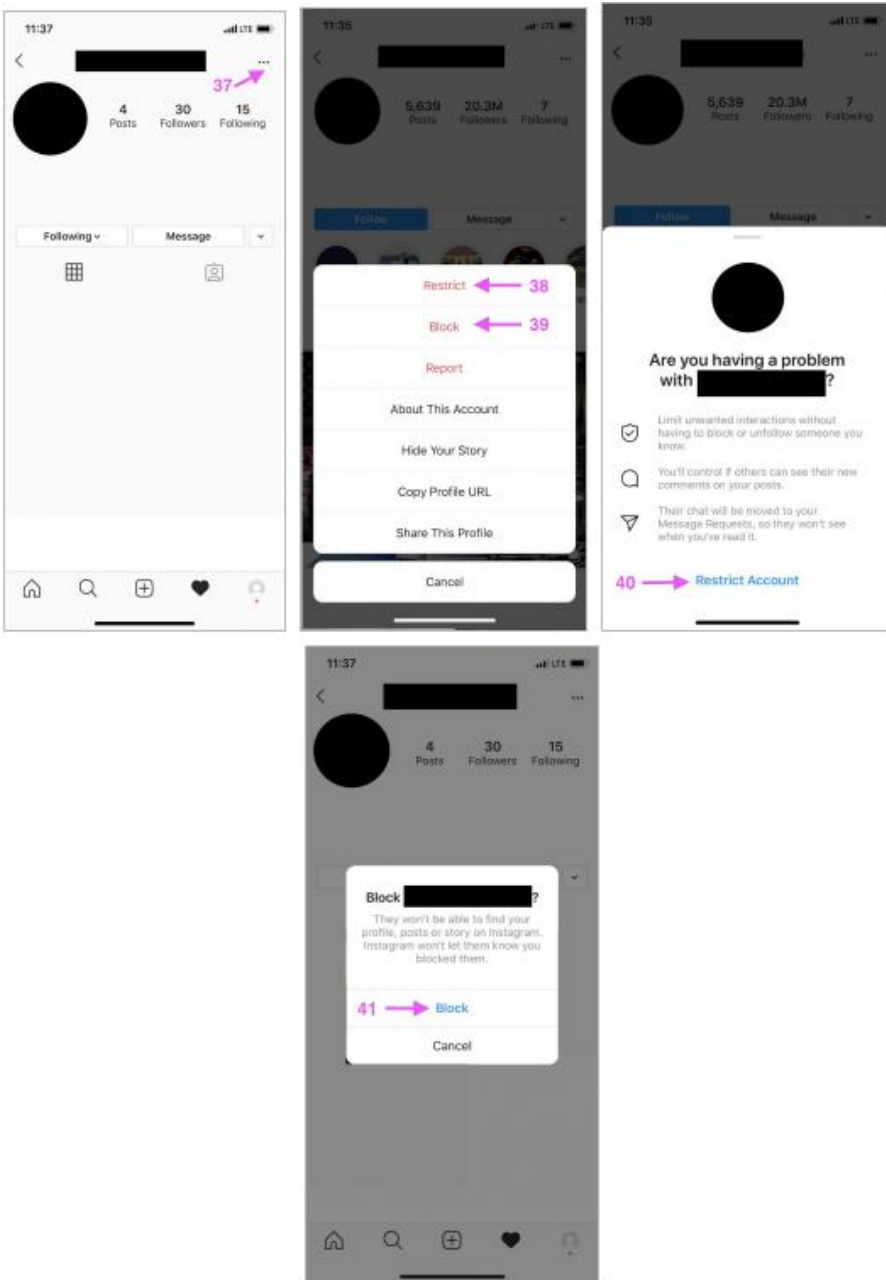 11:37
LTE
37
4 30 15
Posts Followers Following
Following
Message
11:35
LTE
5,639 20.3M 7
Posts Followers Following
Follow
Message
Restrict
38
Block
39
Report
About This Account
Hide Your Story
Copy Profile URL
Share This Profile
Cancel
11:35
LTE
5,639 20.3M 7
Posts Followers Following
Follow
Message
Are you having a problem
with ?
Limit unwanted interactions without
having to block or unfollow someone you
know.
You'll control if others can see their new
comments on your posts.
Their chat will be moved to your
Message Requests, so they won't see
when you've read it.
40
Restrict Account
11:37
LTE
4 30 15
Posts Followers Following
Block ?
They won't be able to find your
profile, posts or story on Instagram.
Instagram won't let them know you
blocked them.
41
Block
Cancel